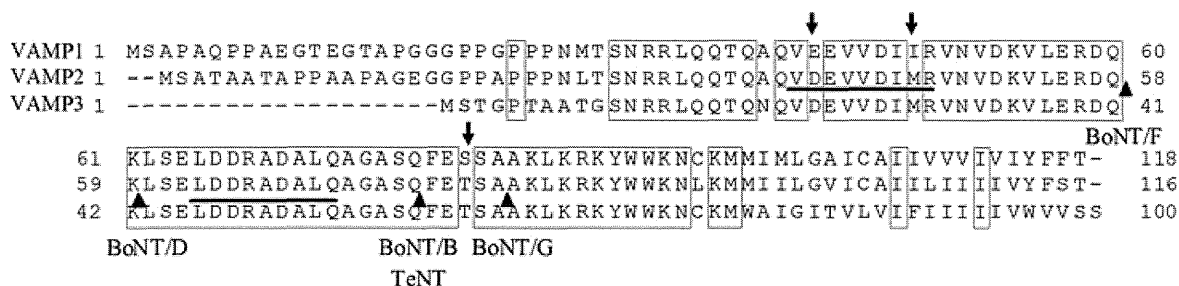 VAMP1 1 MSAPAQPPAEGTEGTAPGGGPPGPPPNMTSNRRLQQTQAQVEEVVDIIRVNVDKVLERDQ 60
VAMP2 1 --MSATAATAPPAAPAGEGGPPAPPPNLTSNRRLQQTQAQVDEVVDIMRVNVDKVLERDQ 58
VAMP3 1 -------------------MSTGPTAATGSNRRLQQTQNQVDEVVDIMRVNVDKVLERDQ 41
BoNT/F
61 KLSELDDRADALQAGASQFESSAAKLKRKYWWKNCKMMIMLGAICAIIVVVIVIYFFT- 118
59 KLSELDDRADALQAGASQFETSAAKLKRKYWWKNLKMMIILGVICAIILIIIIVYFST- 116
42 KLSELDDRADALQAGASQFETSAAKLKRKYWWKNCKMWAIGITVLVIFIIIIIVWVVSS 100
BoNT/D BoNT/B BoNT/G
TeNT